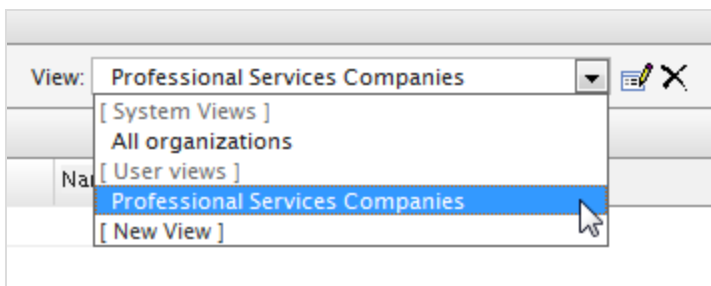 View: Professional Services Companies
[ System Views ]
All organizations
[ User views ]
Professional Services Companies
[ New View ]